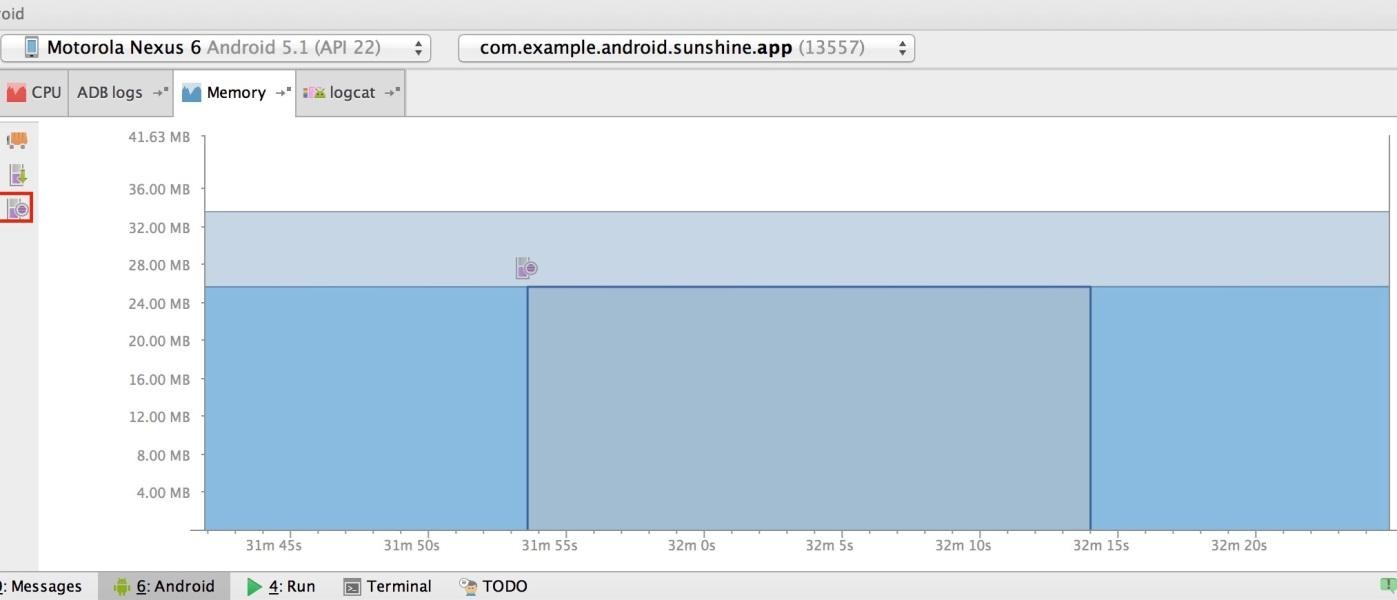 oid
Motorola Nexus 6 Android 5.1 (API 22) com.example.android.sunshine.app (13557)
CPU ADB logs Memory logcat
41.63 MB
36.00 MB
32.00 MB
28.00 MB
24.00 MB
20.00 MB
16.00 MB
12.00 MB
8.00 MB
4.00 MB
31m 45s 31m 50s 31m 55s 32m 0s 32m 5s 32m 10s 32m 15s 32m 20s
: Messages 6: Android 4: Run Terminal TODO